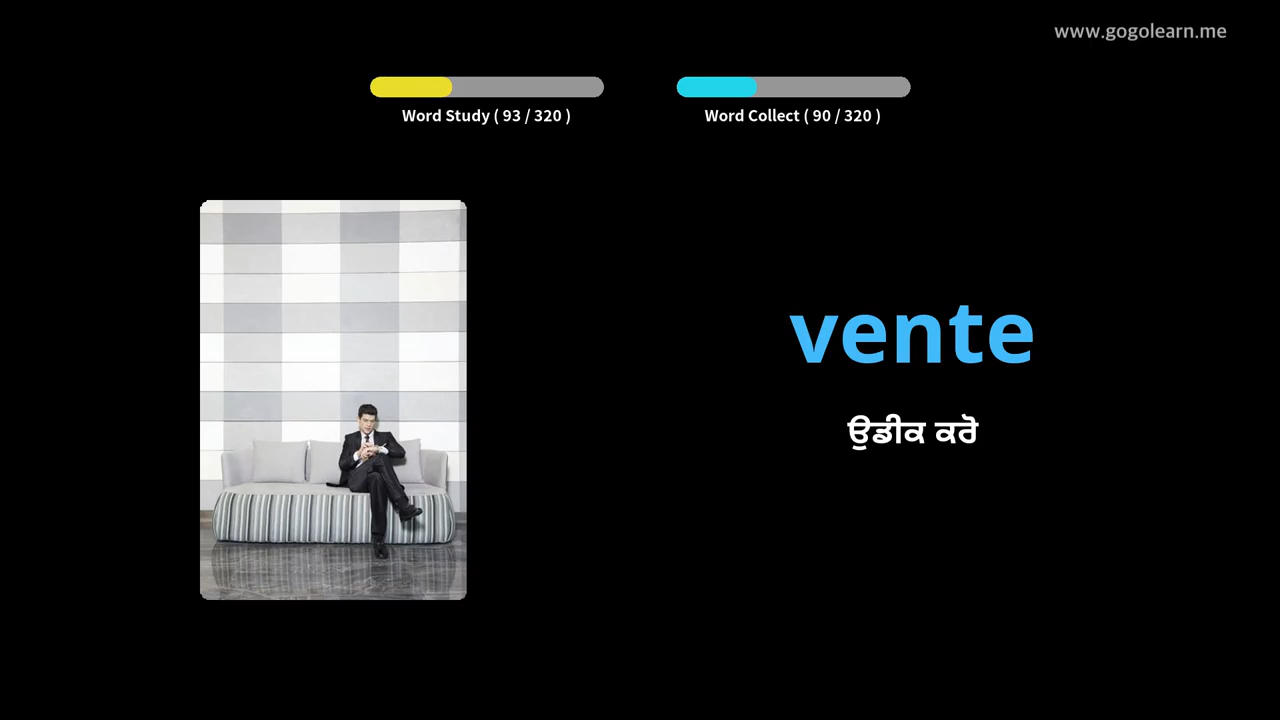 www.gogolearn.me
Word Study ( 93 / 320 )
Word Collect ( 90 / 320 )
vente
ਉਡੀਕ ਕਰੋ